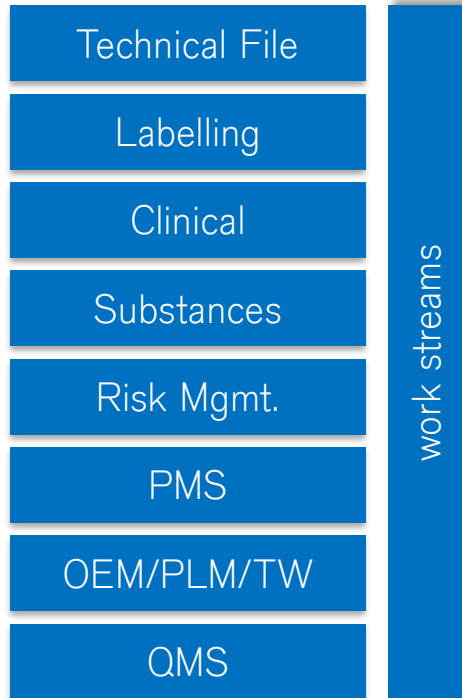 Technical File
Labelling
Clinical
Substances
Risk Mgmt.
PMS
OEM/PLM/TW
QMS
work streams